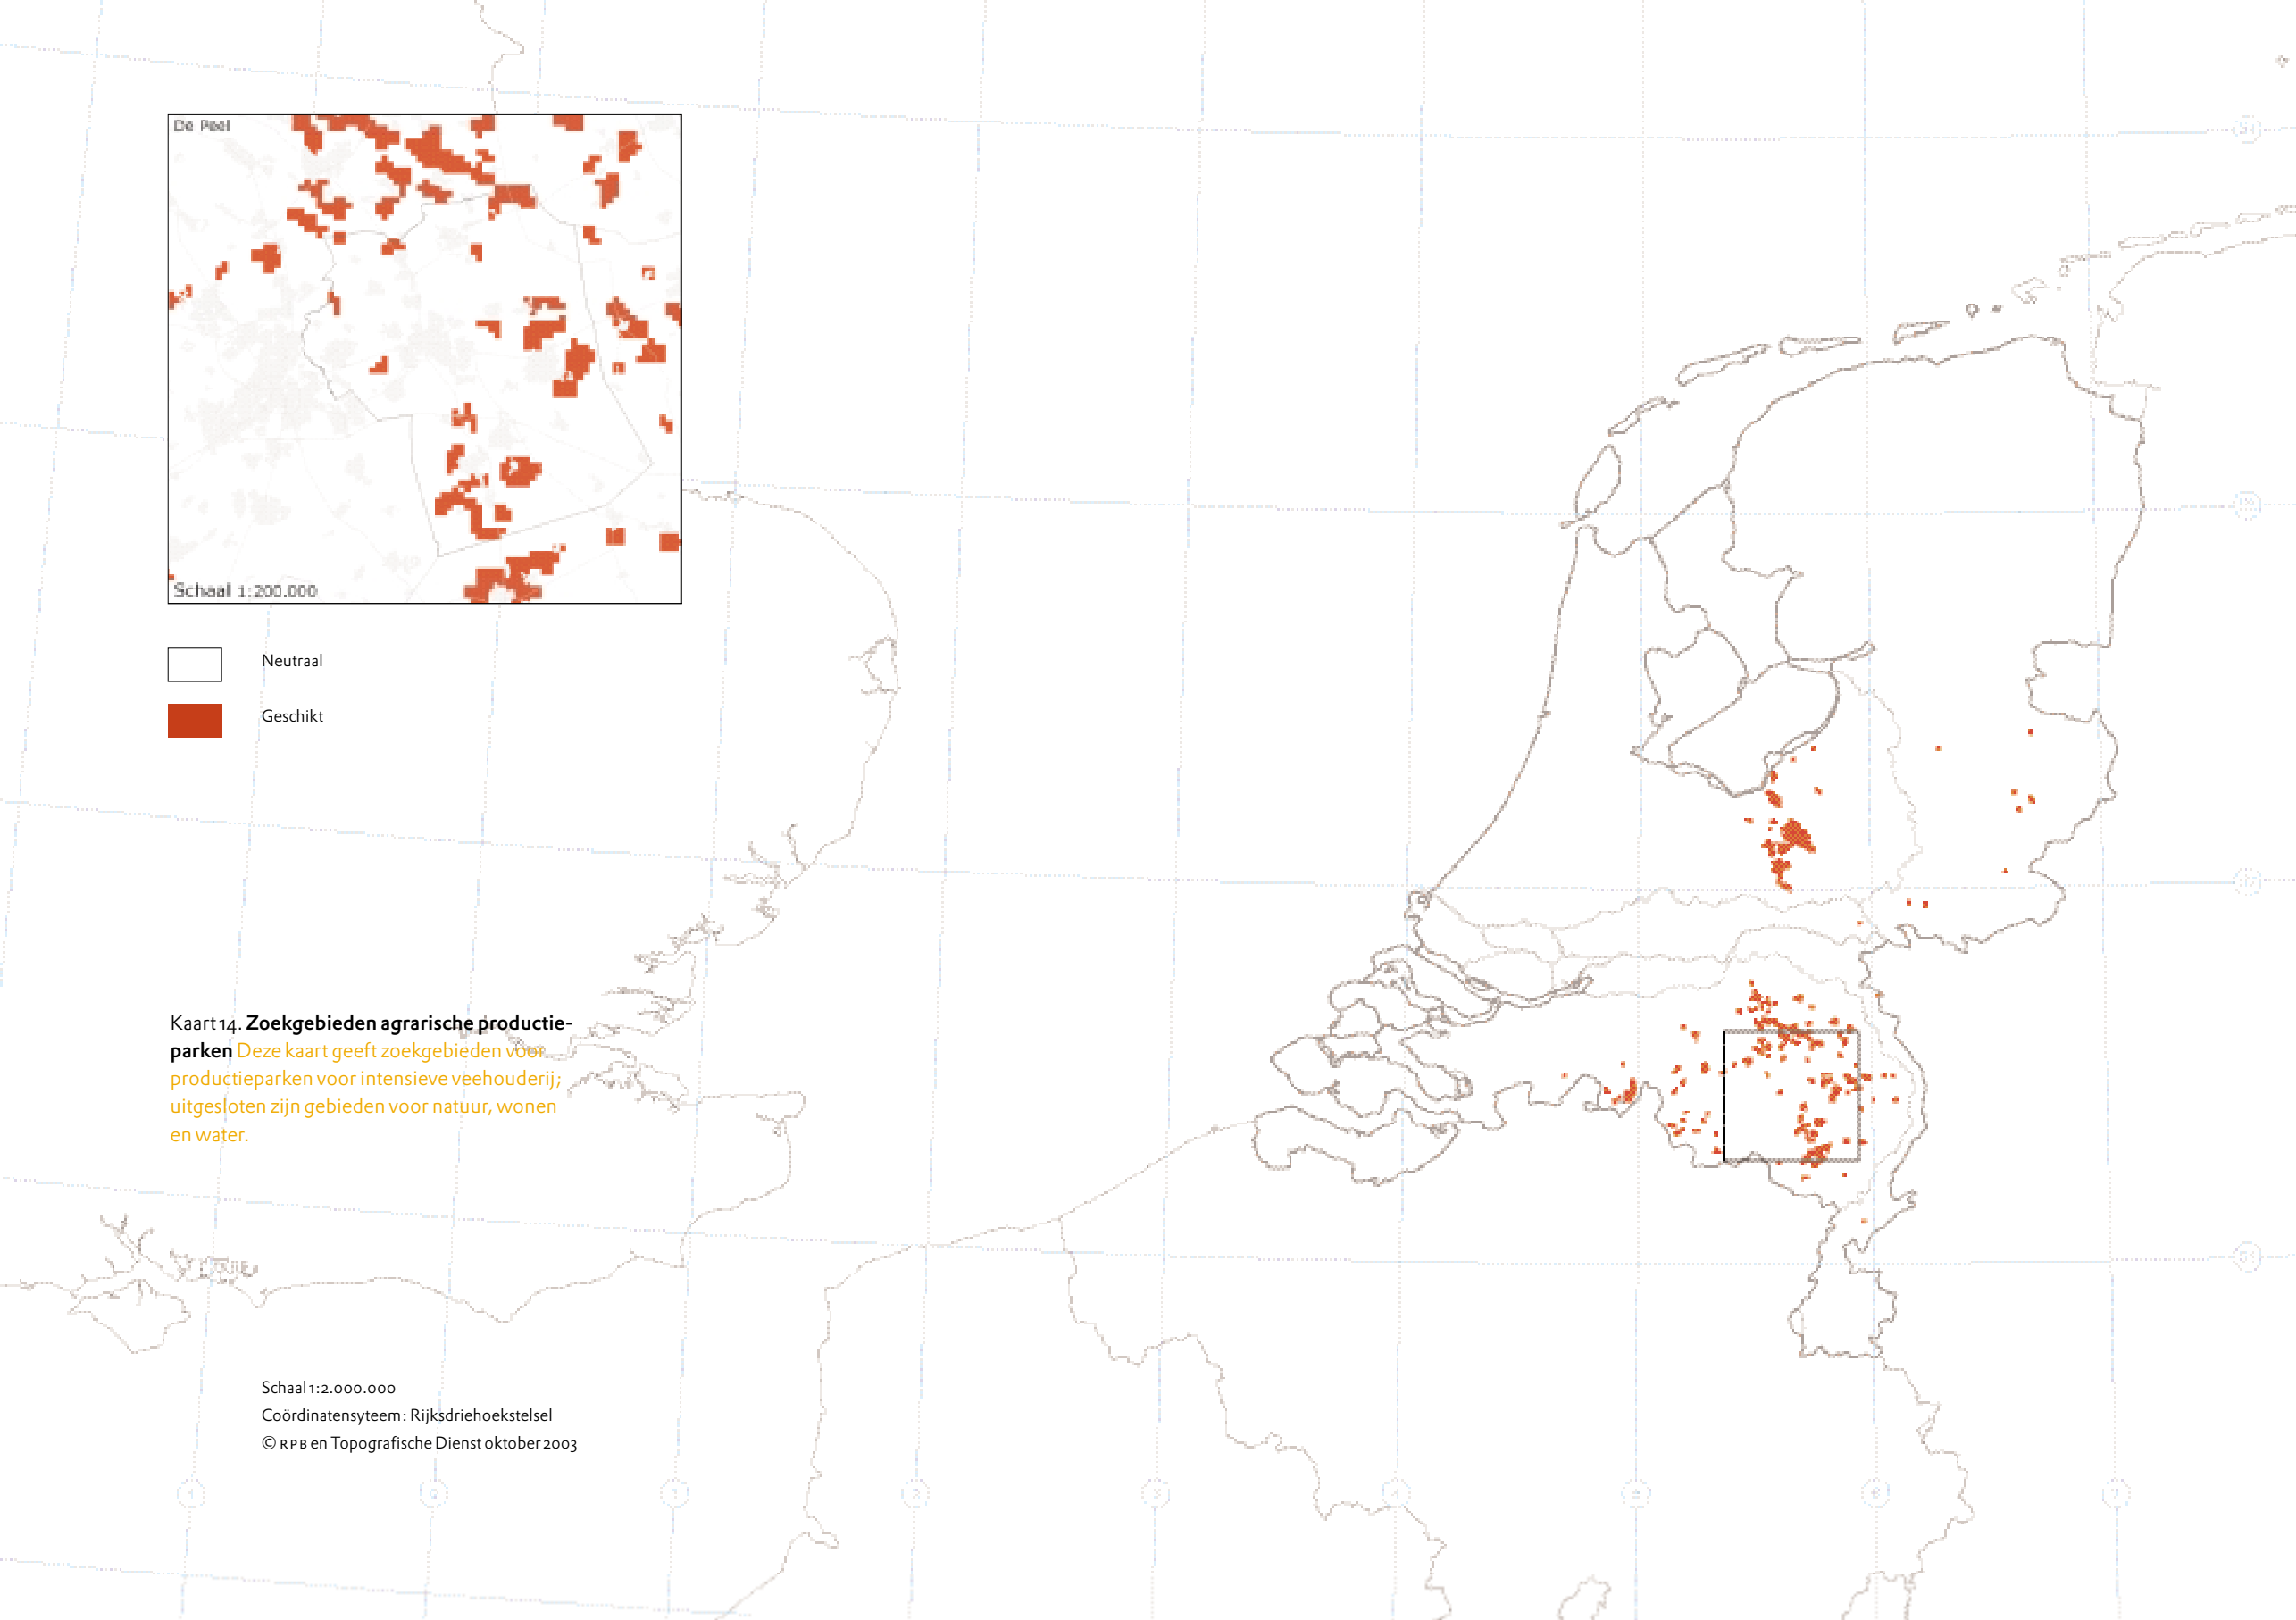 De Peel
Schaal 1:200.000
Neutraal
Geschikt
Kaart 14. Zoekgebieden agrarische productie-
parken Deze kaart geeft zoekgebieden voor
productieparken voor intensieve veehouderij;
uitgesloten zijn gebieden voor natuur, wonen
en water.
Schaal 1:2.000.000
Coördinatensyteem: Rijksdriehoekstelsel
© RPB en Topografische Dienst oktober 2003